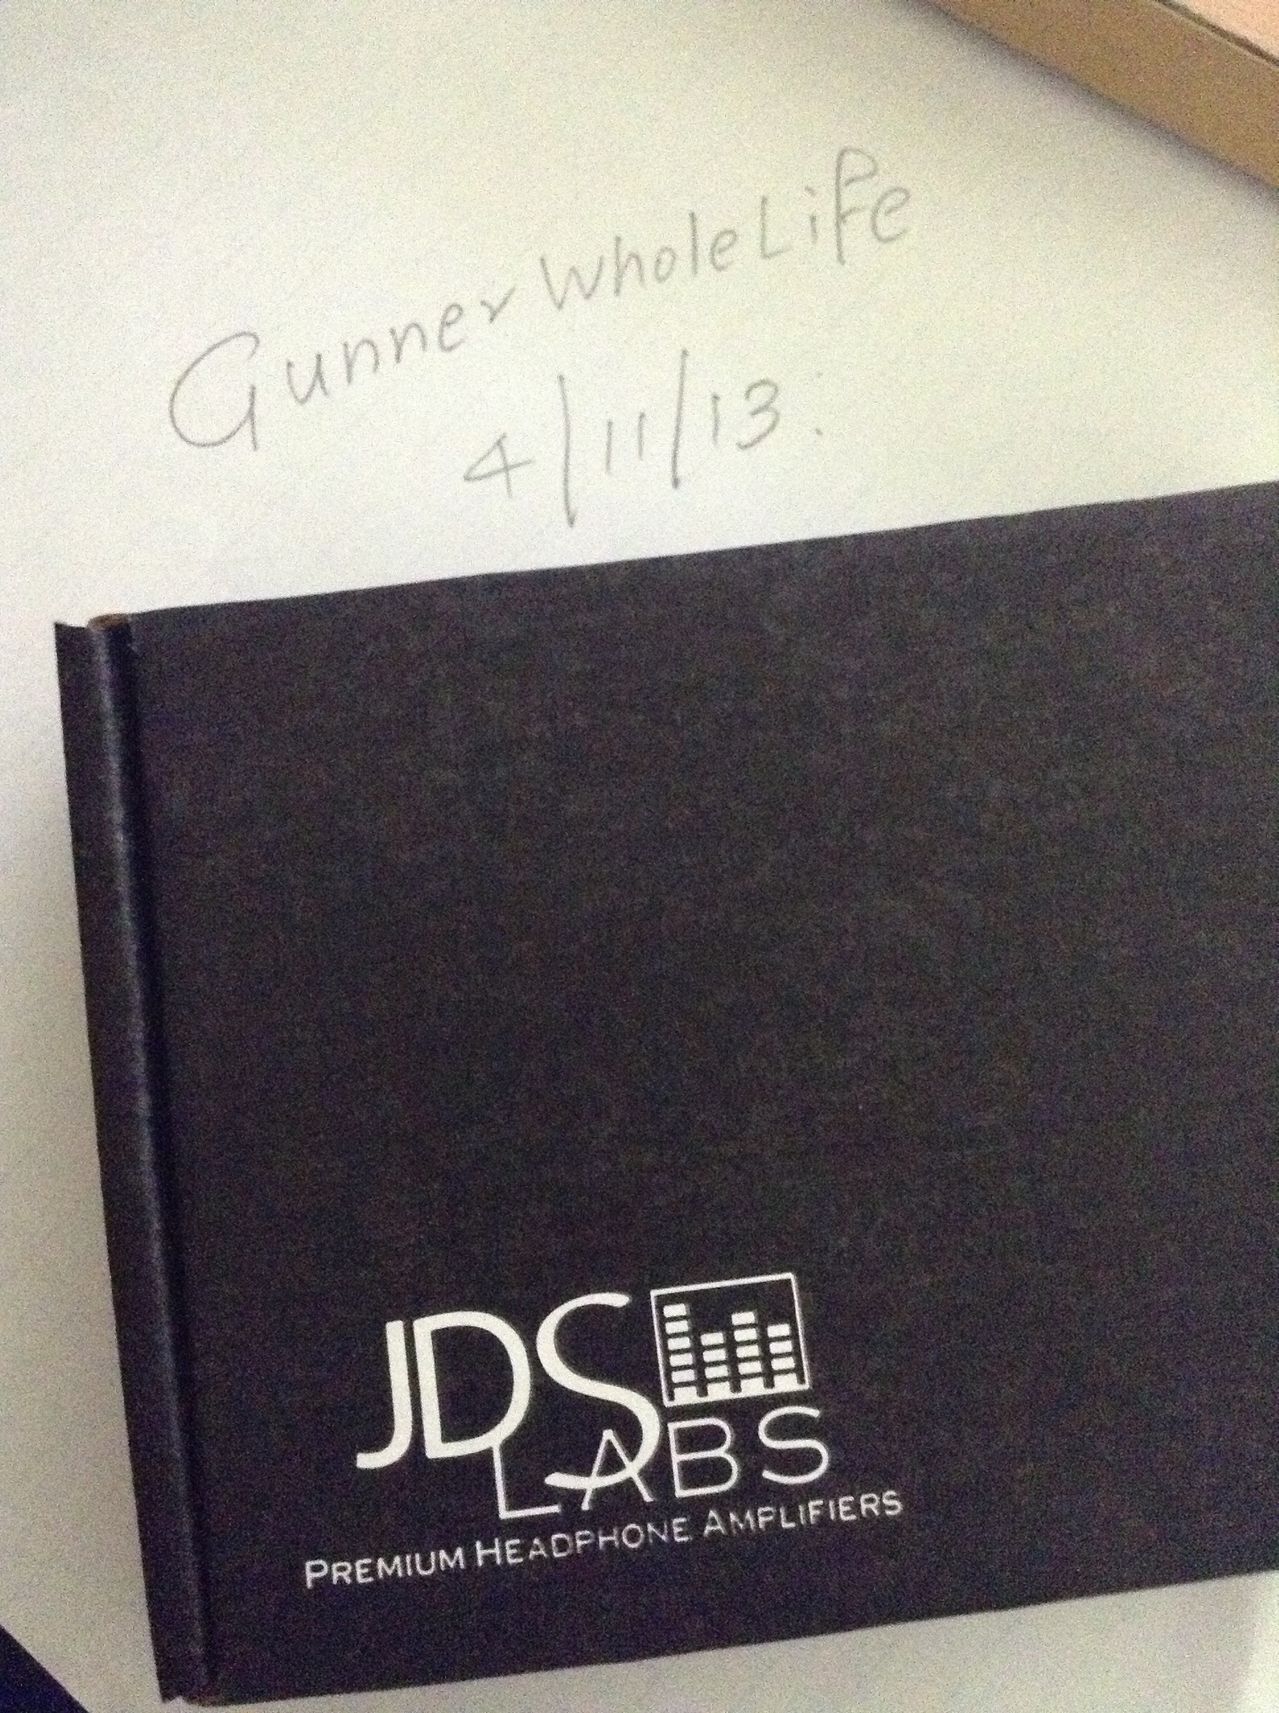 GunnerWholeLife
4/11/13.
JDS
LABS
PREMIUM HEADPHONE AMPLIFIERS